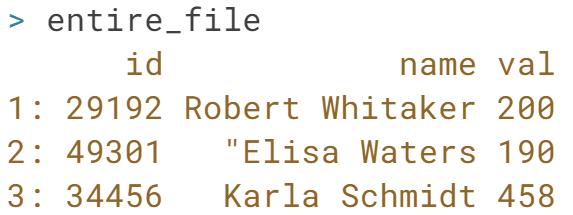 > entire_file
id name val
1: 29192 Robert Whitaker 200
2: 49301 "Elisa Waters 190
3: 34456 Karla Schmidt 458